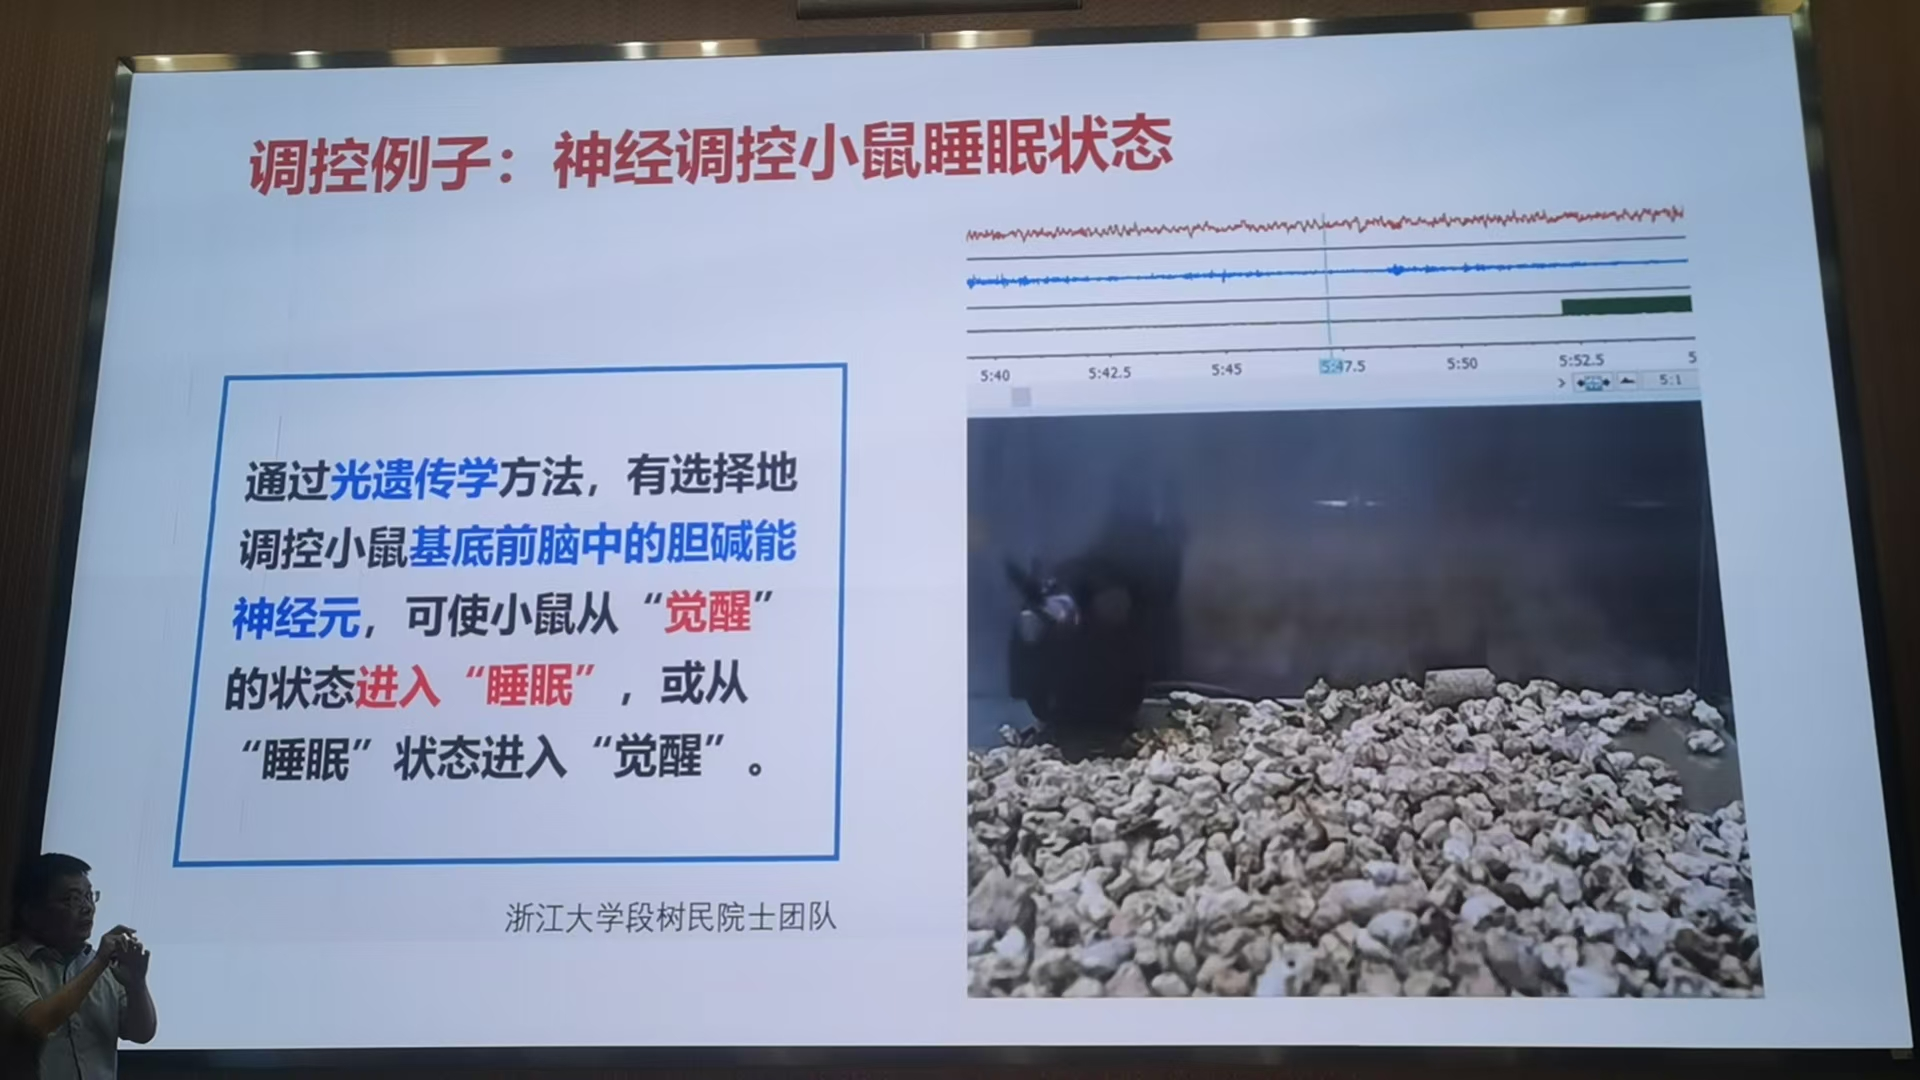 调控例子：神经调控小鼠睡眠状态
5:40 5:42.5 5:45 5:47.5 5:50 5:52.5 5
5:1
通过光遗传学方法，有选择地
调控小鼠基底前脑中的胆碱能
神经元，可使小鼠从“觉醒”
的状态进入“睡眠”，或从
“睡眠”状态进入“觉醒”。
浙江大学段树民院士团队